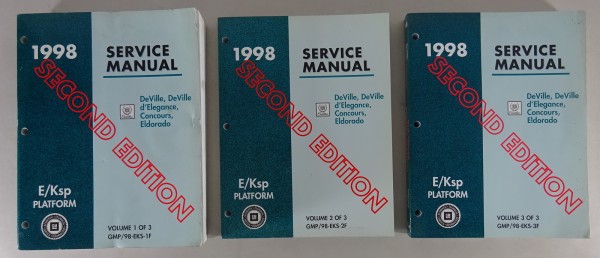 1998
SERVICE
MANUAL
SECOND EDITION
DeVille, DeVille
d'Elegance,
Concours,
Eldorado
E/Ksp
PLATFORM
VOLUME 1 OF 3
GMP/98-EKS-1F
1998
SERVICE
MANUAL
SECOND EDITION
DeVille, DeVille
d'Elegance,
Concours,
Eldorado
E/Ksp
PLATFORM
VOLUME 2 OF 3
GMP/98-EKS-2F
1998
SERVICE
MANUAL
SECOND EDITION
DeVille, DeVille
d'Elegance,
Concours,
Eldorado
E/Ksp
PLATFORM
VOLUME 3 OF 3
GMP/98-EKS-3F